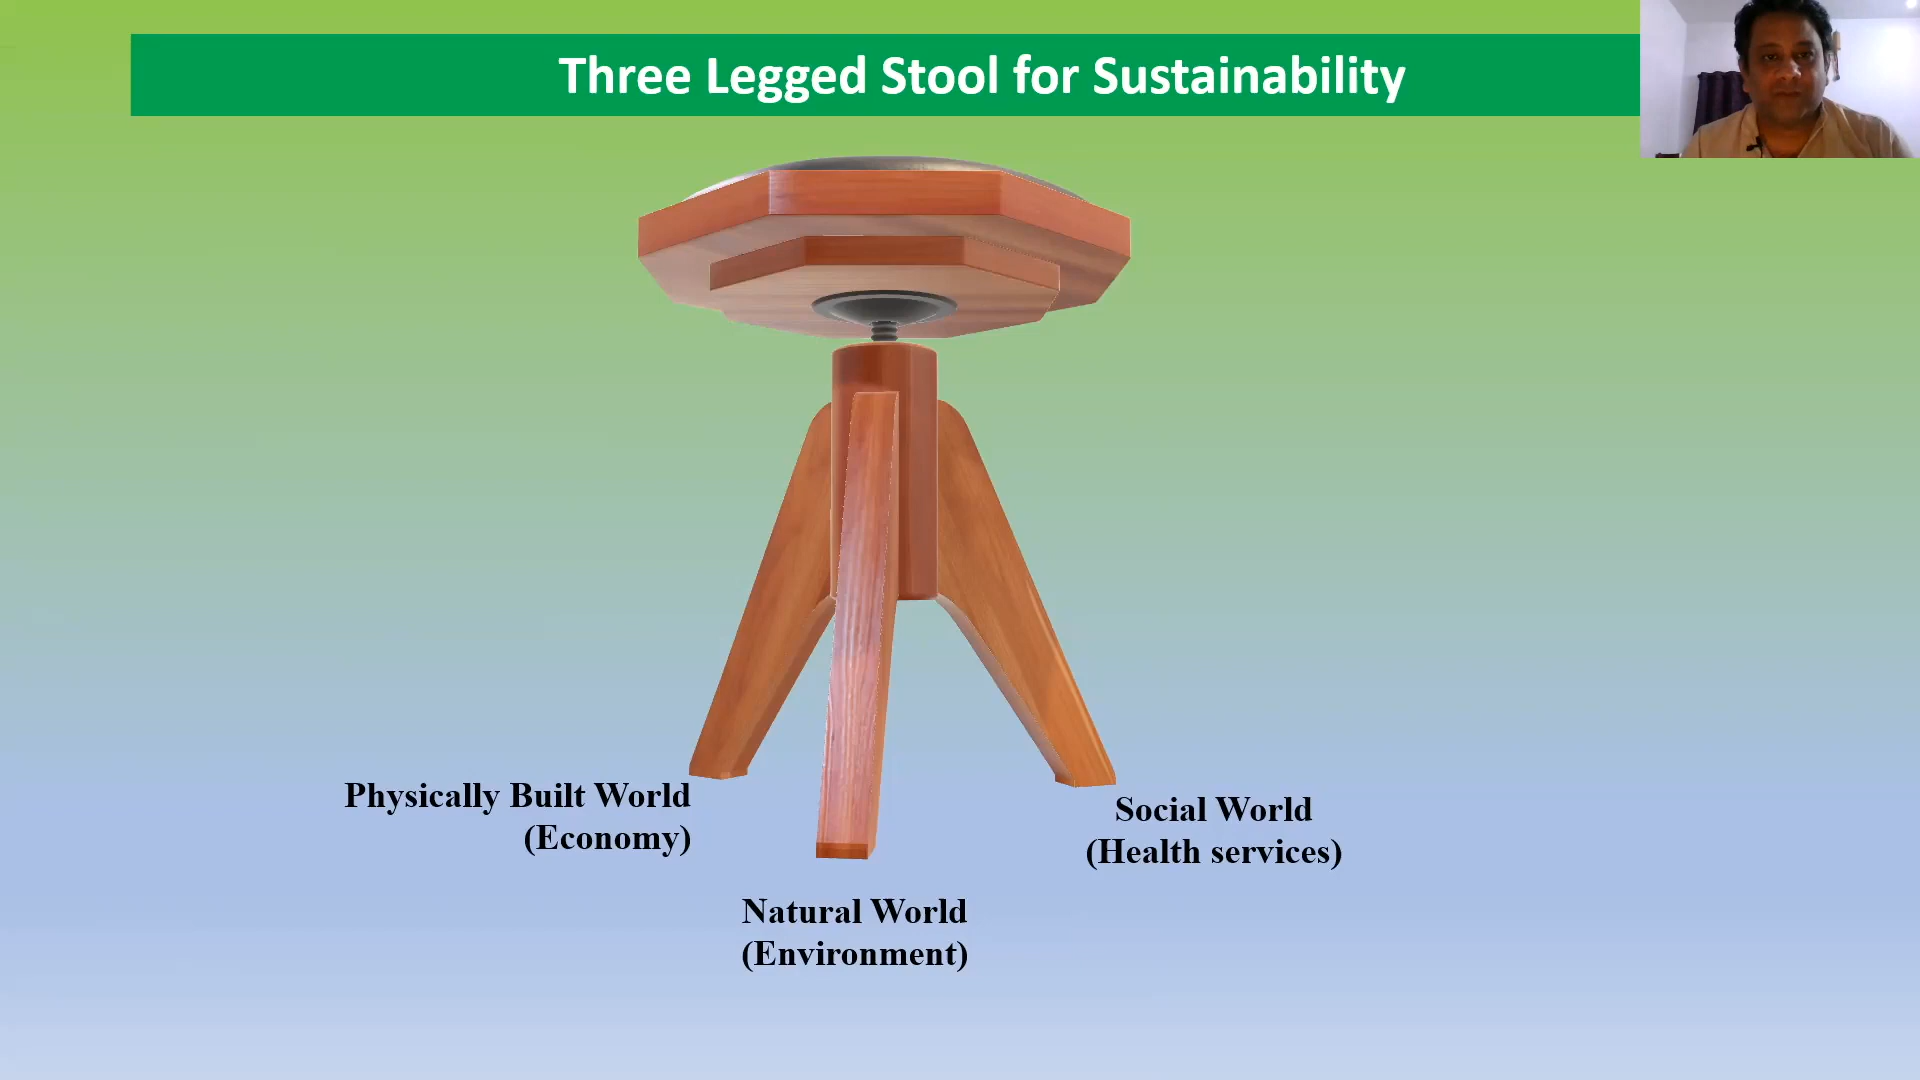 Three Legged Stool for Sustainability
Physically Built World
(Economy)
Social World
(Health services)
Natural World
(Environment)